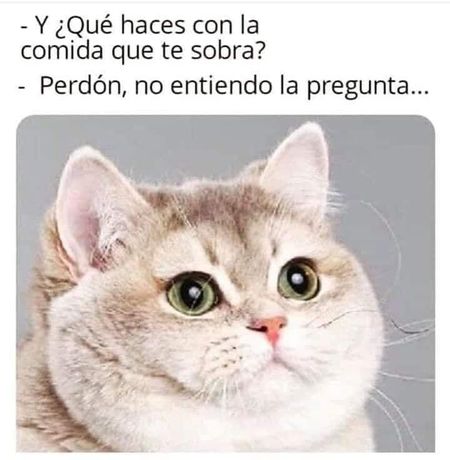 - Y ¿Qué haces con la
comida que te sobra?
- Perdón, no entiendo la pregunta...